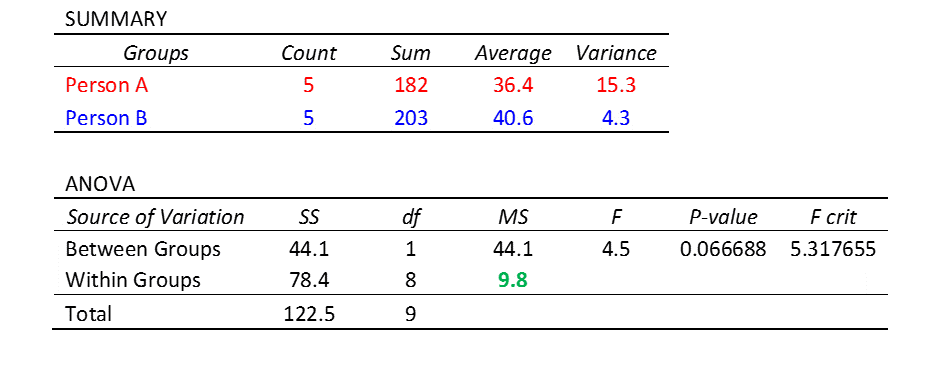 SUMMARY
Groups Count Sum Average Variance
Person A 5 182 36.4 15.3
Person B 5 203 40.6 4.3
ANOVA
Source of Variation SS df MS F P-value F crit
Between Groups 44.1 1 44.1 4.5 0.066688 5.317655
Within Groups 78.4 8 9.8
Total 122.5 9